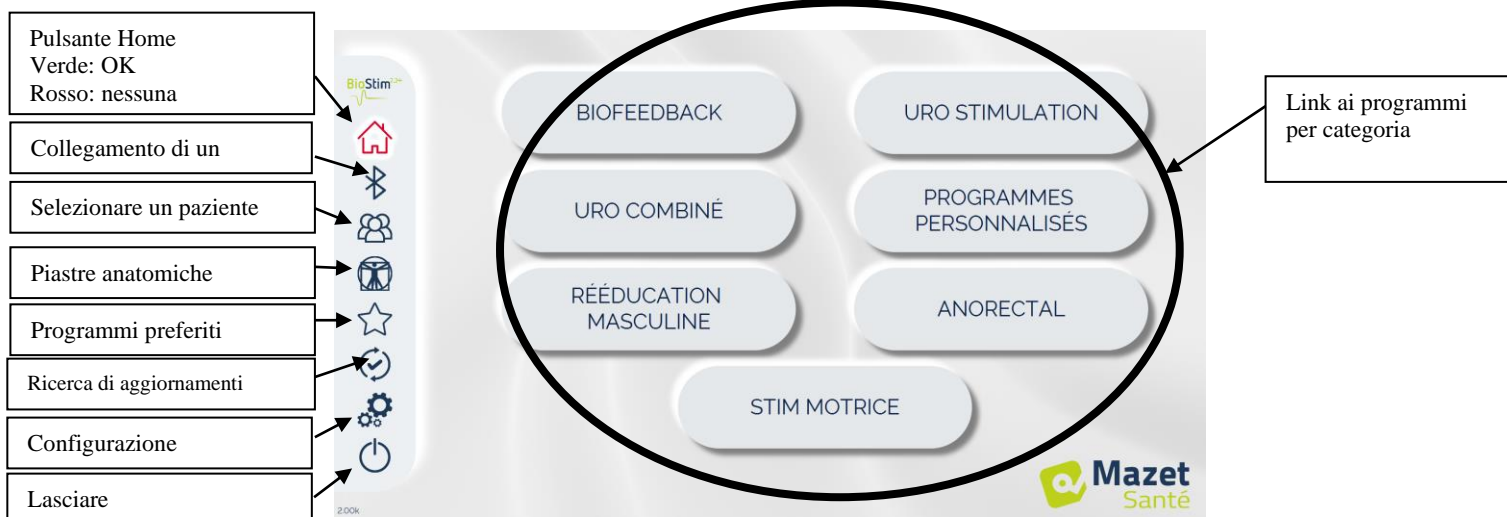 Pulsante Home
Verde: OK
Rosso: nessuna
Collegamento di un
Selezionare un paziente
Piastre anatomiche
Programmi preferiti
Ricerca di aggiornamenti
Configurazione
Lasciare
BioStim 2.2+
BIOFEEDBACK
URO STIMULATION
URO COMBINÉ
PROGRAMMES
PERSONNALISÉS
RÉÉDUCATION
MASCULINE
ANORECTAL
STIM MOTRICE
Mazet
Santé
2.00k
Link ai programmi
per categoria